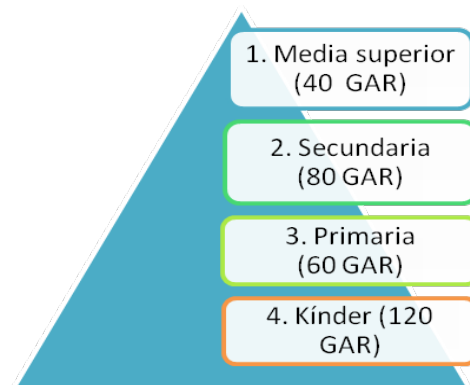 1. Media superior
(40 GAR)
2. Secundaria
(80 GAR)
3. Primaria
(60 GAR)
4. Kínder (120
GAR)